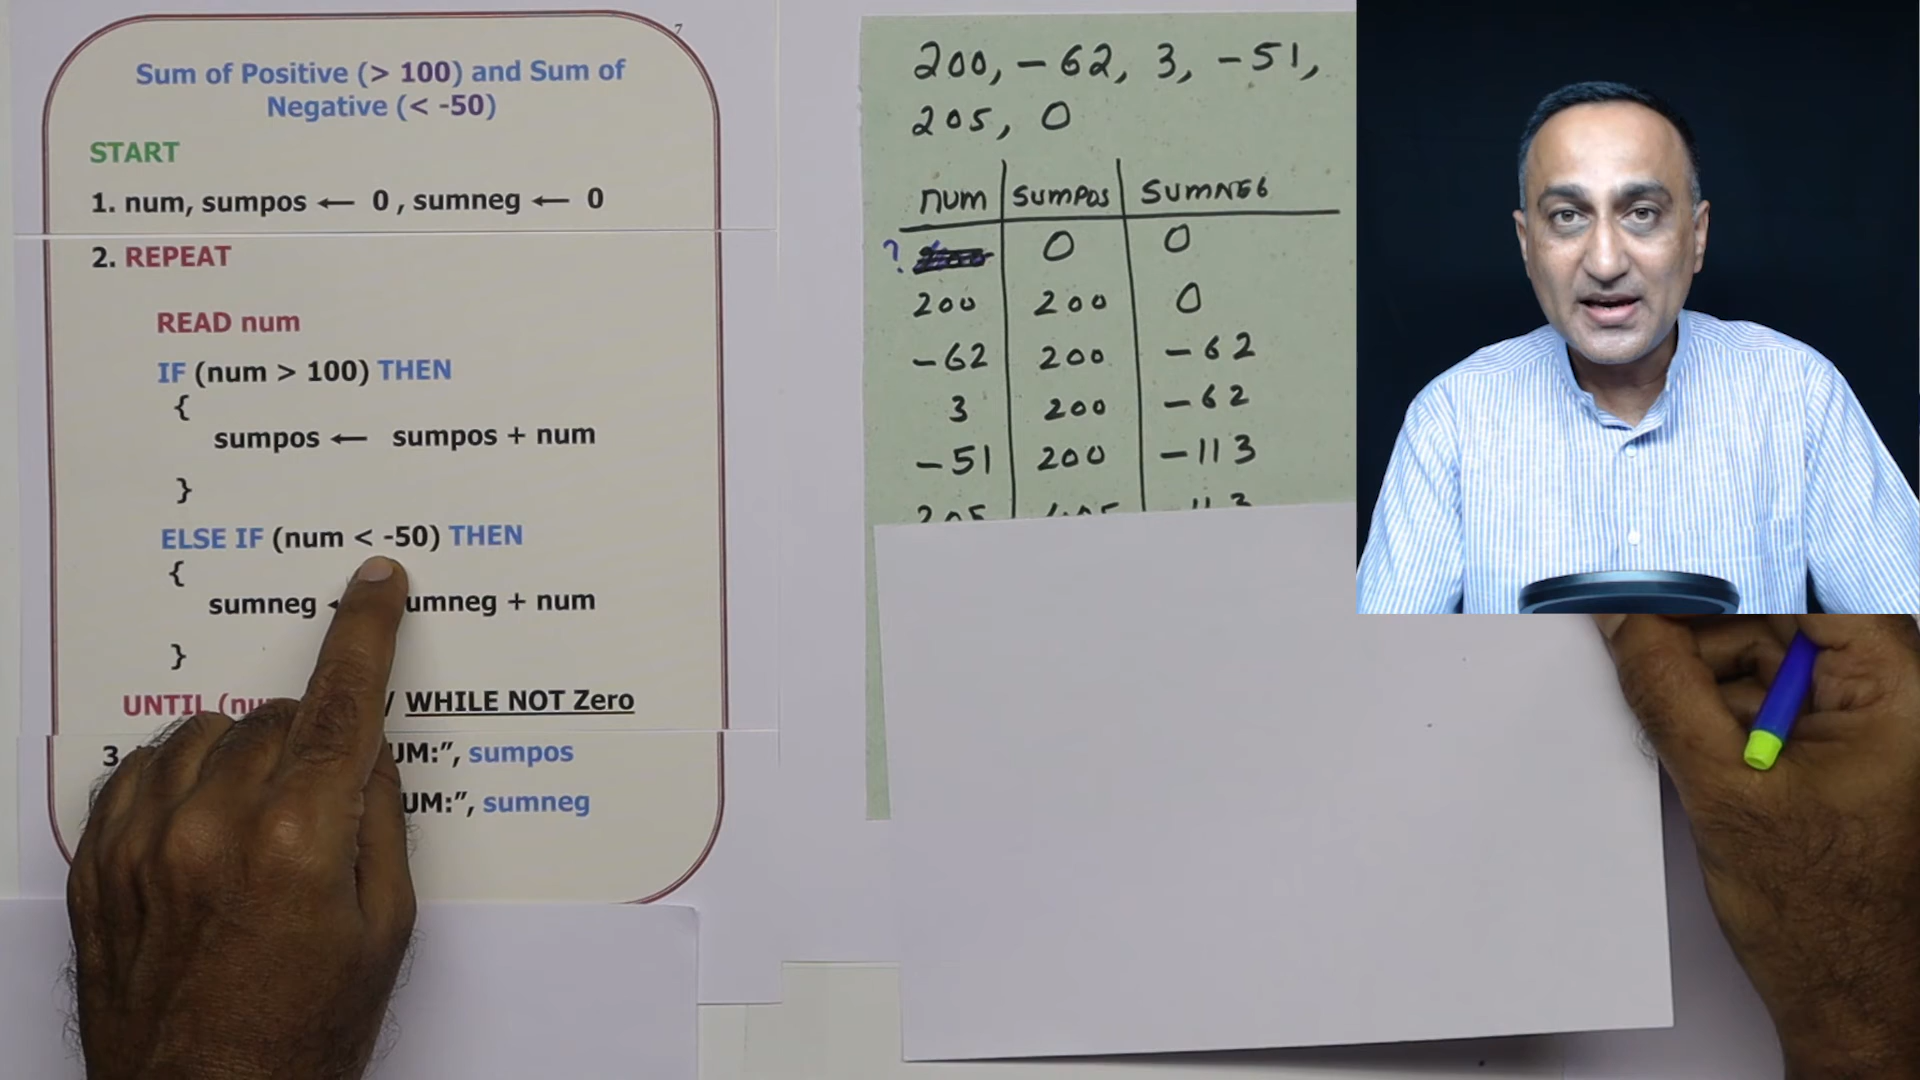 7
Sum of Positive (> 100) and Sum of
Negative (< -50)
START
1. num, sumpos ← 0 , sumneg ← 0
2. REPEAT
READ num
IF (num > 100) THEN
{
sumpos ← sumpos + num
}
ELSE IF (num < -50) THEN
{
sumneg umneg + num
}
UNTIL (nu / WHILE NOT Zero
3. UM:”, sumpos
UM:”, sumneg
200, -62, 3, -51,
205, 0
num SUMPOS SUMNEG
? 0 0
200 200 0
-62 200 -62
3 200 -62
-51 200 -113